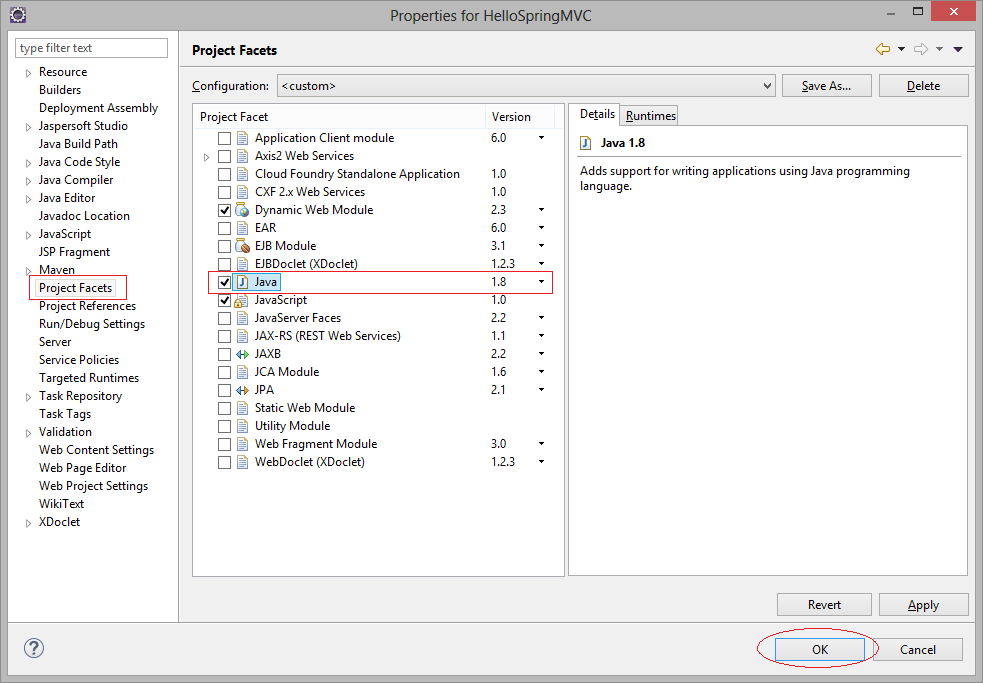 Properties for HelloSpringMVC
type filter text
Resource
Builders
Deployment Assembly
Jaspersoft Studio
Java Build Path
Java Code Style
Java Compiler
Java Editor
Javadoc Location
JavaScript
JSP Fragment
Maven
Project Facets
Project References
Run/Debug Settings
Server
Service Policies
Targeted Runtimes
Task Repository
Task Tags
Validation
Web Content Settings
Web Page Editor
Web Project Settings
WikiText
XDoclet
Project Facets
Configuration: <custom> Save As... Delete
Project Facet Version
Application Client module 6.0
Axis2 Web Services
Cloud Foundry Standalone Application 1.0
CXF 2.x Web Services 1.0
Dynamic Web Module 2.3
EAR 6.0
EJB Module 3.1
EJBDoclet (XDoclet) 1.2.3
Java 1.8
JavaScript 1.0
JavaServer Faces 2.2
JAX-RS (REST Web Services) 1.1
JAXB 2.2
JCA Module 1.6
JPA 2.1
Static Web Module
Utility Module
Web Fragment Module 3.0
WebDoclet (XDoclet) 1.2.3
Details Runtimes
Java 1.8
Adds support for writing applications using Java programming
language.
Revert Apply
? OK Cancel